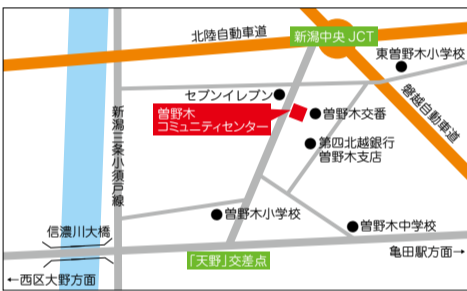 北陸自動車道
新潟中央 JCT
東曽野木小学校
セブンイレブン
曽野木
コミュニティセンター
曽野木交番
磐越自動車道
第四北越銀行
曽野木支店
新潟三条小須戸線
曽野木小学校
曽野木中学校
信濃川大橋
「天野」交差点
亀田駅方面→
←西区大野方面